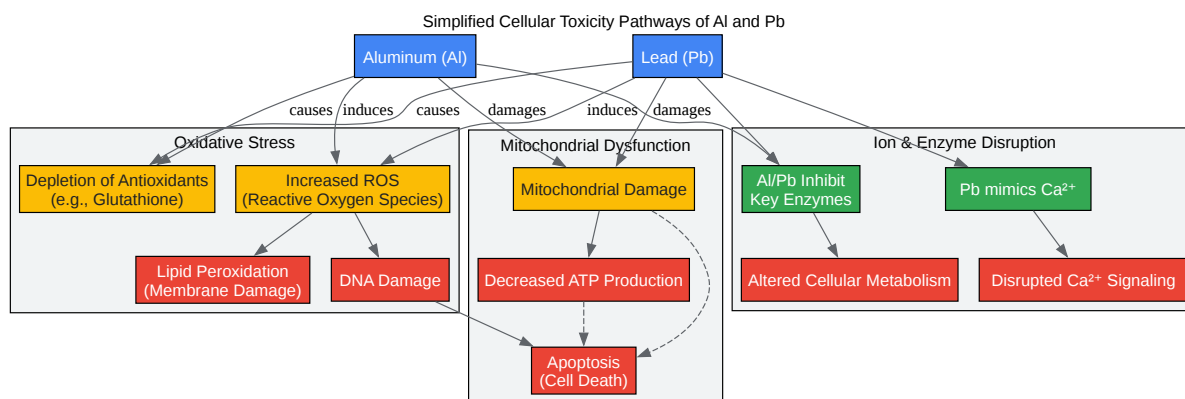 Simplified Cellular Toxicity Pathways of Al and Pb
Aluminum (Al)
Lead (Pb)
causes
induces
causes
damages
induces
damages
Oxidative Stress
Mitochondrial Dysfunction
Ion & Enzyme Disruption
Depletion of Antioxidants
(e.g., Glutathione)
Increased ROS
(Reactive Oxygen Species)
Mitochondrial Damage
Al/Pb Inhibit
Key Enzymes
Pb mimics Ca²⁺
Lipid Peroxidation
(Membrane Damage)
DNA Damage
Decreased ATP Production
Altered Cellular Metabolism
Disrupted Ca²⁺ Signaling
Apoptosis
(Cell Death)